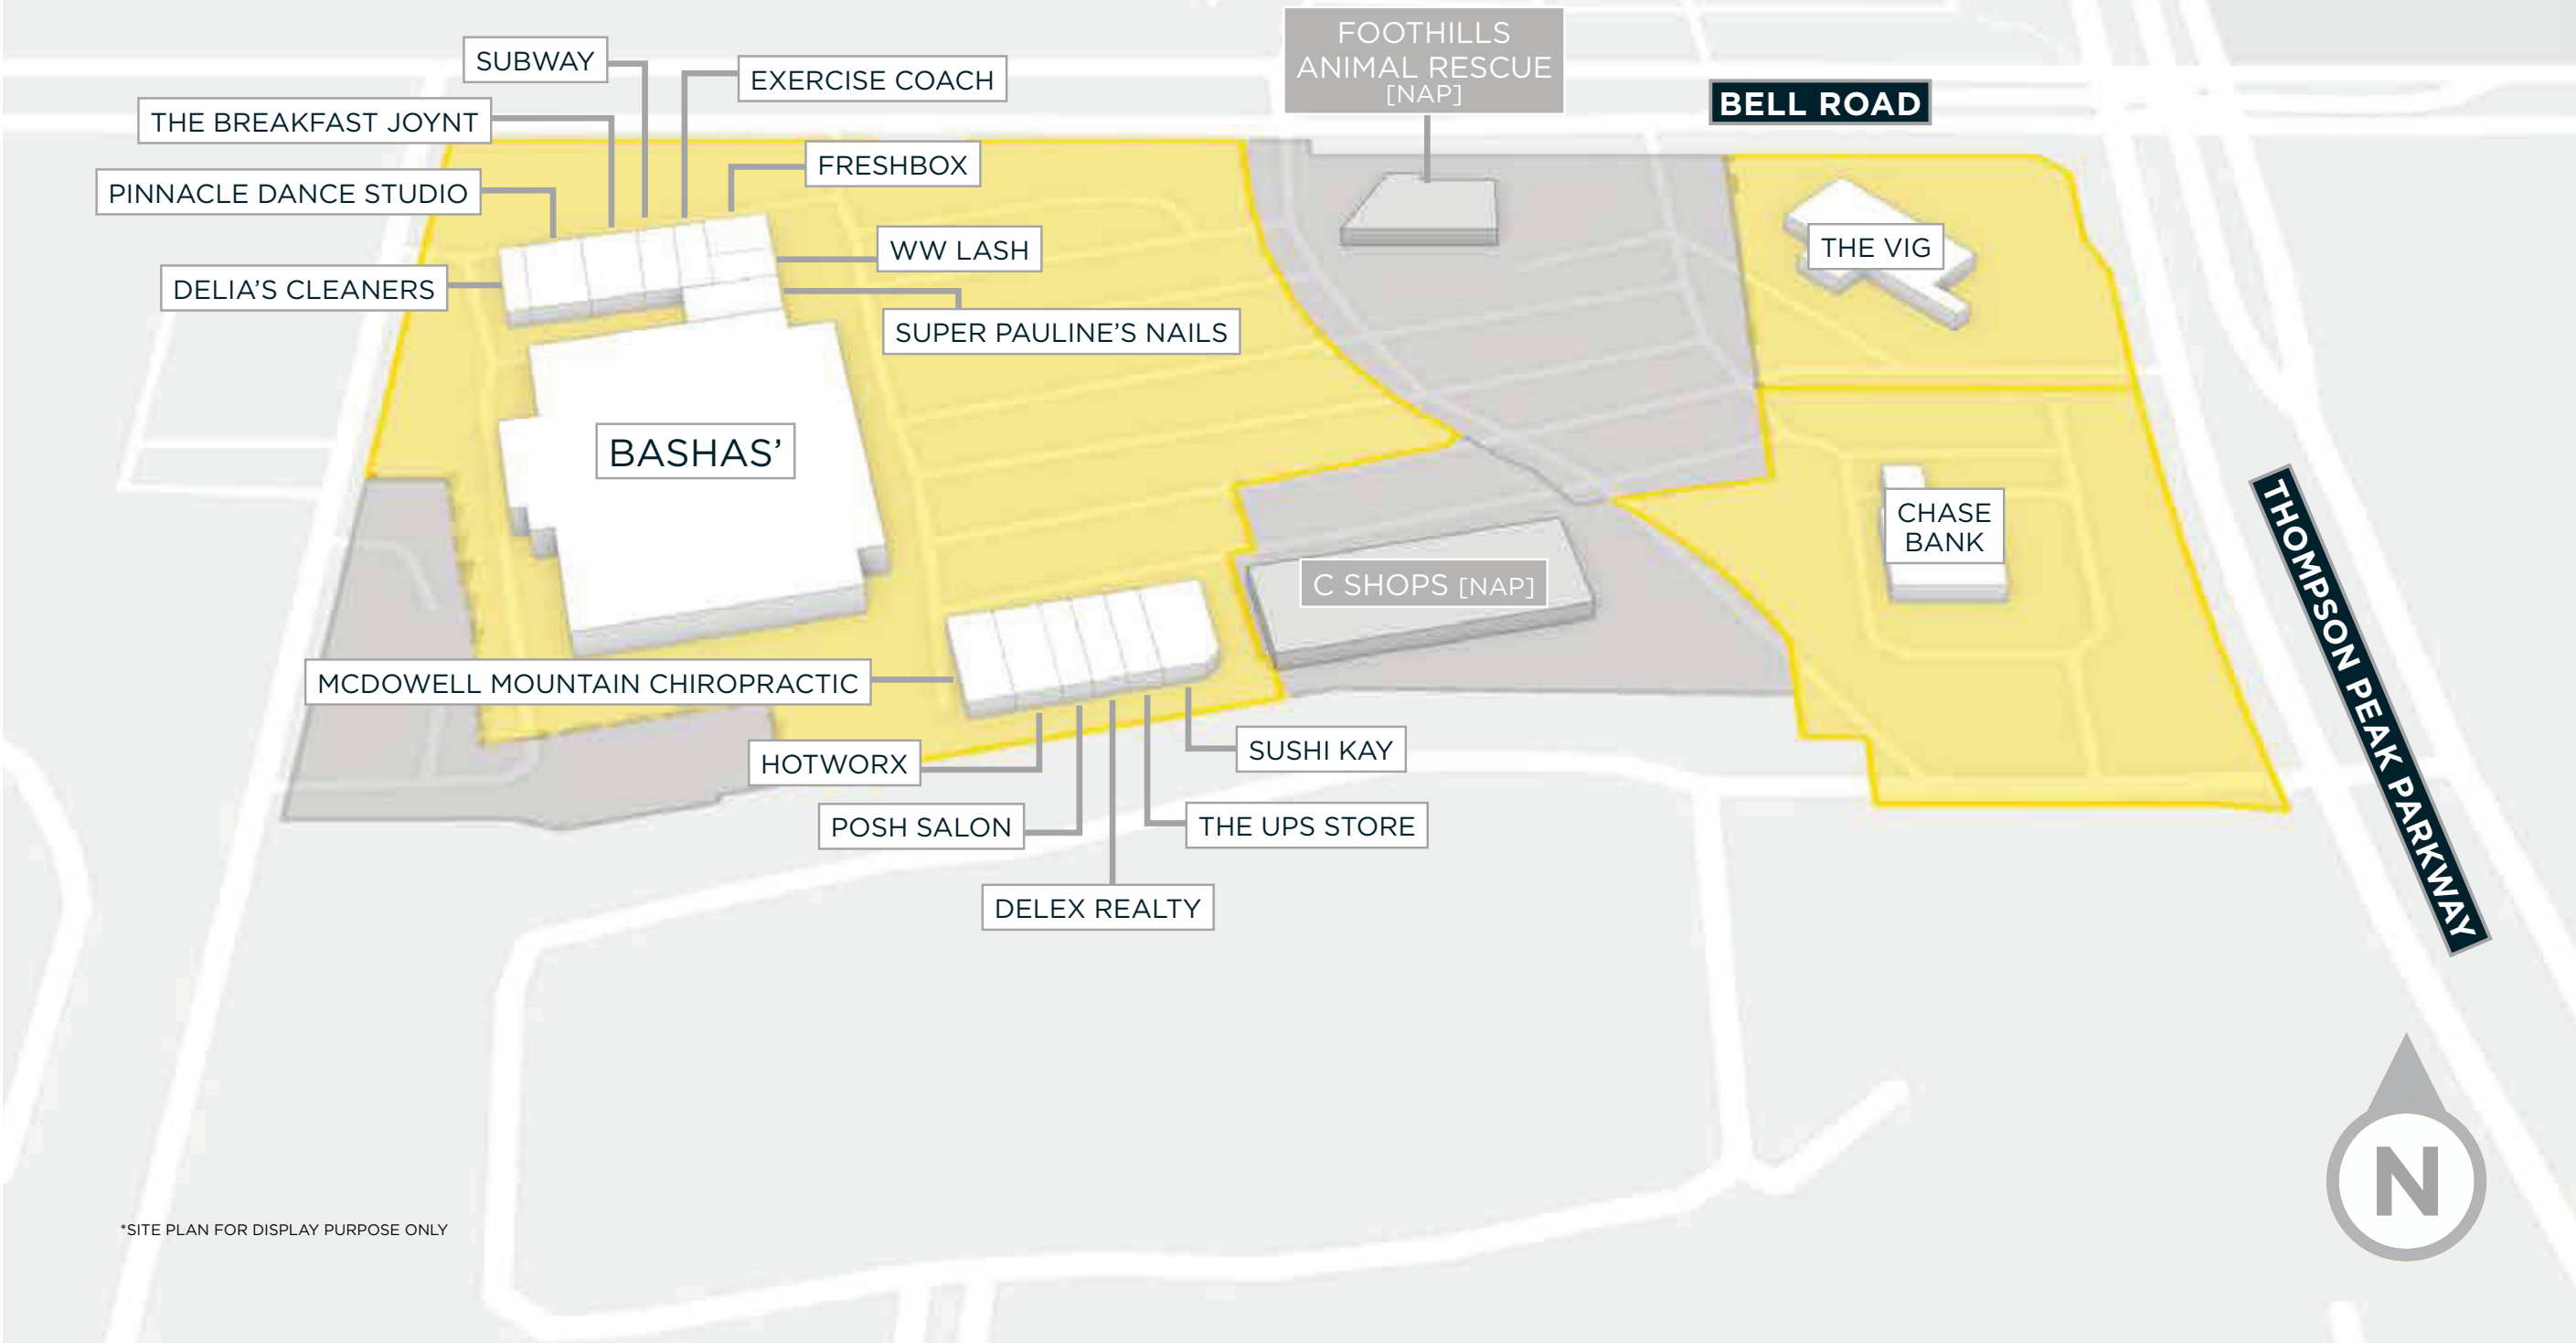 FOOTHILLS
ANIMAL RESCUE
[NAP]
SUBWAY
EXERCISE COACH
BELL ROAD
THE BREAKFAST JOYNT
FRESHBOX
PINNACLE DANCE STUDIO
WW LASH
THE VIG
DELIA’S CLEANERS
SUPER PAULINE’S NAILS
BASHAS’
CHASE
BANK
C SHOPS [NAP]
THOMPSON PEAK PARKWAY
MCDOWELL MOUNTAIN CHIROPRACTIC
HOTWORX
SUSHI KAY
POSH SALON
THE UPS STORE
DELEX REALTY
N
*SITE PLAN FOR DISPLAY PURPOSE ONLY